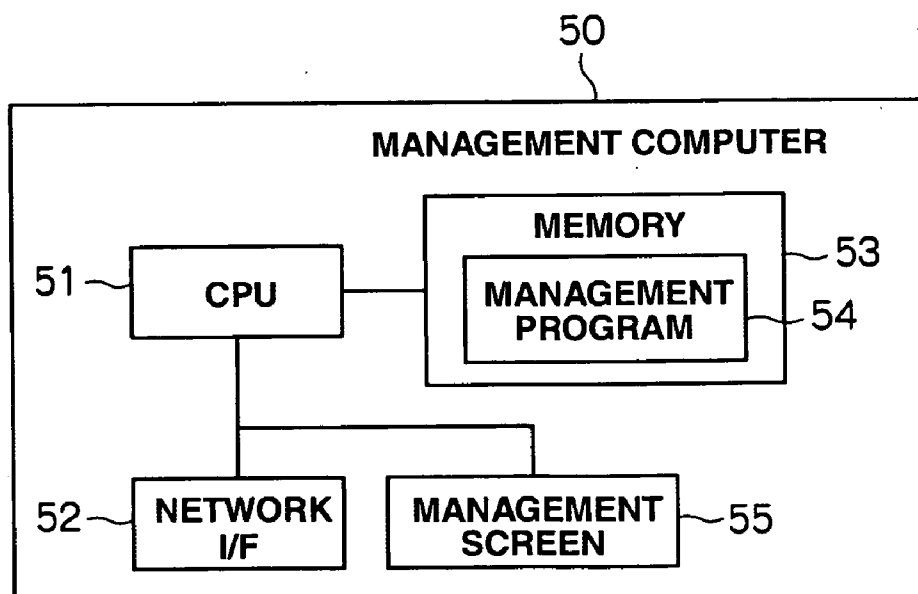 50
MANAGEMENT COMPUTER
MEMORY
53
51
CPU
MANAGEMENT
PROGRAM
54
52
NETWORK
I/F
MANAGEMENT
SCREEN
55